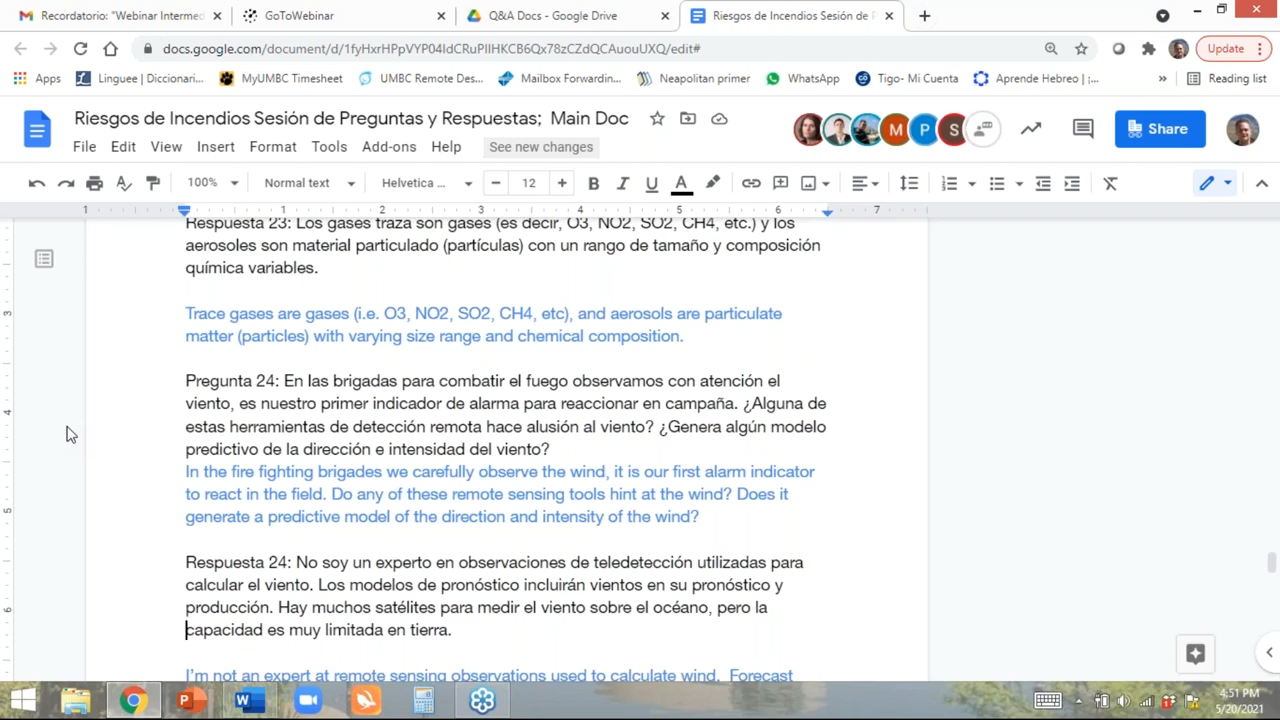 Recordatorio: "Webinar Intermed
GoToWebinar
Q&A Docs - Google Drive
Riesgos de Incendios Sesión de P
docs.google.com/document/d/1fyHxrHPpVYP04IdCRuPIIHKCB6Qx78zCZdQCAuouUXQ/edit#
Update
Apps
Linguee | Diccionari...
MyUMBC Timesheet
UMBC Remote Des...
Mailbox Forwardin...
Neapolitan primer
WhatsApp
Tigo- Mi Cuenta
Aprende Hebreo | ¡...
»
Reading list
Riesgos de Incendios Sesión de Preguntas y Respuestas; Main Doc
M P S
Share
File Edit View Insert Format Tools Add-ons Help See new changes
100% Normal text Helvetica ... 12 B I U A
1 1 2 3 4 5 6 7
Respuesta 23: Los gases traza son gases (es decir, O3, NO2, SO2, CH4, etc.) y los
aerosoles son material particulado (partículas) con un rango de tamaño y composición
química variables.
3
Trace gases are gases (i.e. O3, NO2, SO2, CH4, etc), and aerosols are particulate
matter (particles) with varying size range and chemical composition.
Pregunta 24: En las brigadas para combatir el fuego observamos con atención el
4
viento, es nuestro primer indicador de alarma para reaccionar en campaña. ¿Alguna de
estas herramientas de detección remota hace alusión al viento? ¿Genera algún modelo
predictivo de la dirección e intensidad del viento?
In the fire fighting brigades we carefully observe the wind, it is our first alarm indicator
to react in the field. Do any of these remote sensing tools hint at the wind? Does it
5
generate a predictive model of the direction and intensity of the wind?
Respuesta 24: No soy un experto en observaciones de teledetección utilizadas para
calcular el viento. Los modelos de pronóstico incluirán vientos en su pronóstico y
6
producción. Hay muchos satélites para medir el viento sobre el océano, pero la
capacidad es muy limitada en tierra.
I'm not an expert at remote sensing observations used to calculate wind. Forecast
4:51 PM
5/20/2021